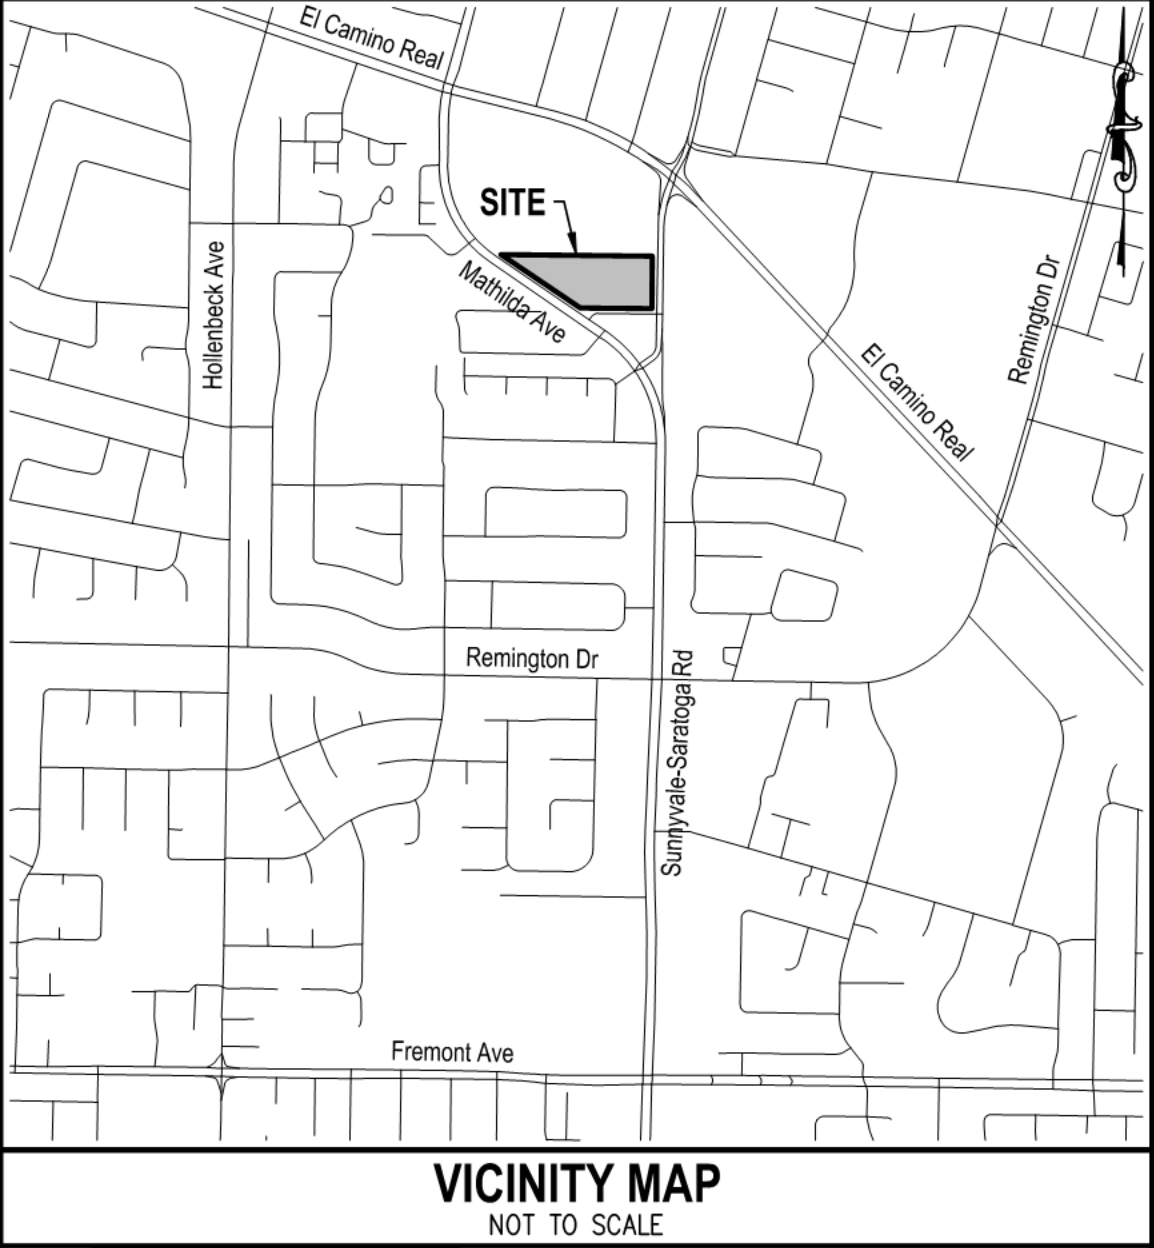 El Camino Real
SITE
Mathilda Ave
Hollenbeck Ave
Remington Dr
El Camino Real
Remington Dr
Sunnyvale-Saratoga Rd
Fremont Ave
VICINITY MAP
NOT TO SCALE